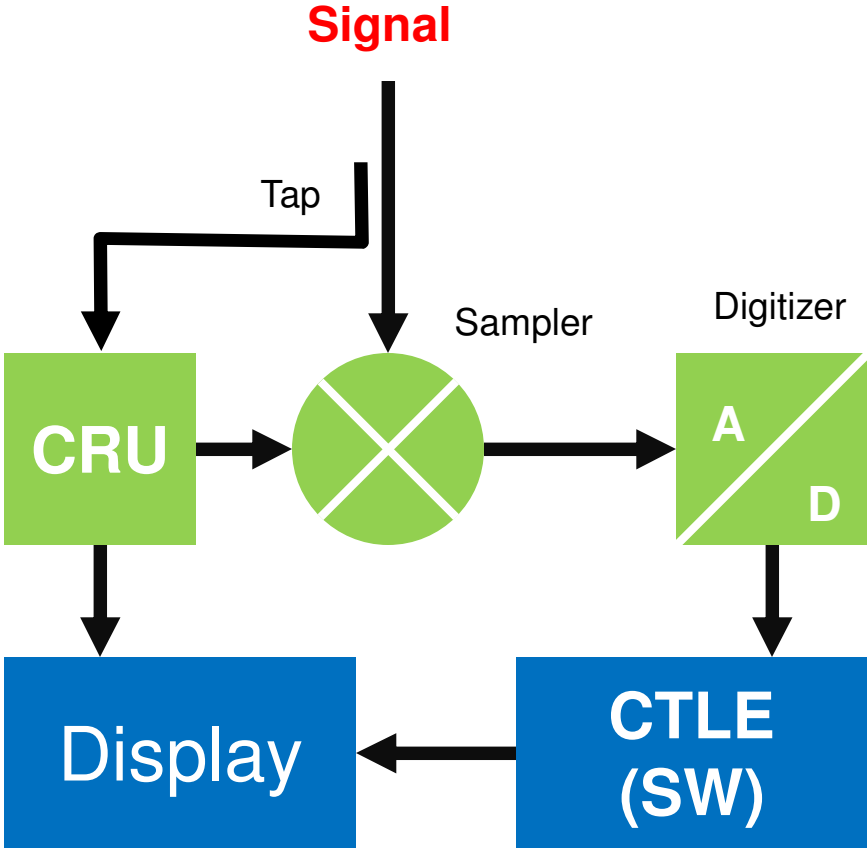 Signal
Tap
Sampler
Digitizer
CRU
A
D
Display
CTLE
(SW)